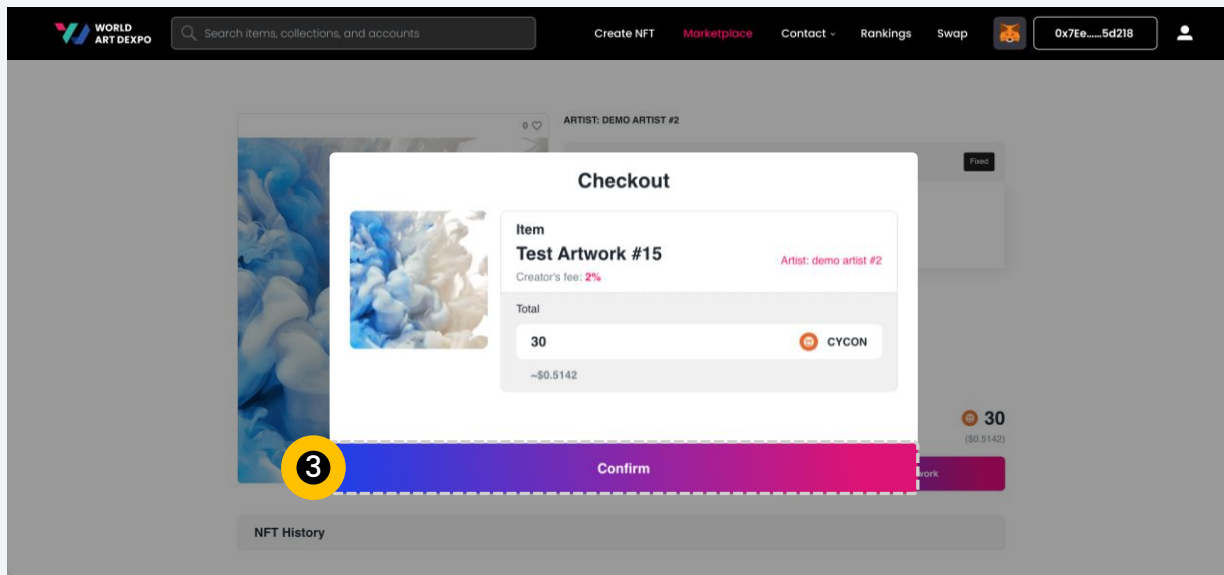 WORLD
ART DEXPO
Search items, collections, and accounts
Create NFT Marketplace Contact Rankings Swap 0x7Ee.....5d218
0
ARTIST: DEMO ARTIST #2
Fixed
Checkout
Item
Test Artwork #15
Artist: demo artist #2
Creator's fee: 2%
Total
30 CYCON
~$0.5142
30
($0.5142)
3
Confirm
NFT History